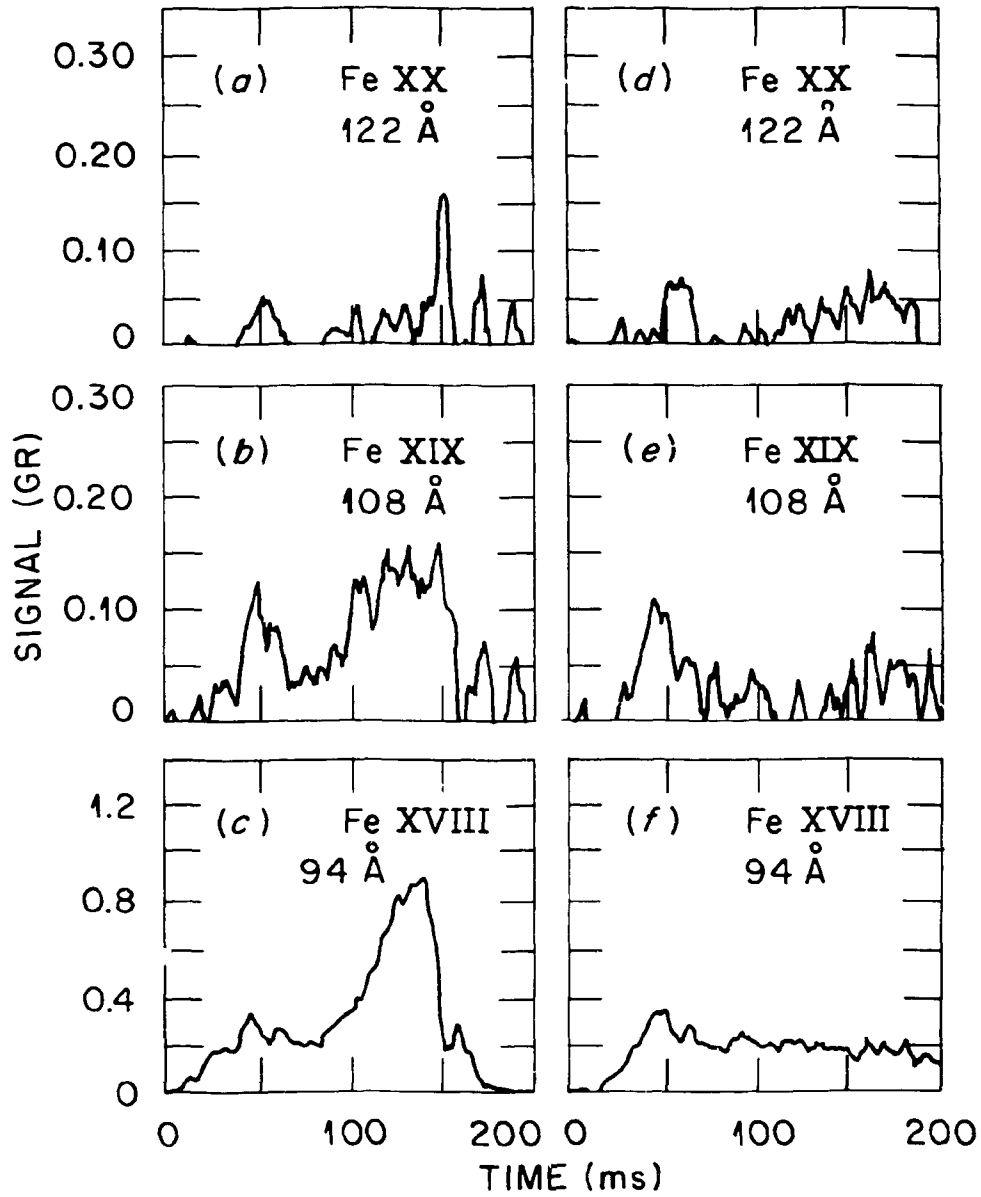 SIGNAL (GR)
0.30
0.20
0.10
0
(a) Fe XX
122 Å
(d) Fe XX
122 Å
0.30
0.20
0.10
0
(b) Fe XIX
108 Å
(e) Fe XIX
108 Å
1.2
0.8
0.4
0
(c) Fe XVIII
94 Å
(f) Fe XVIII
94 Å
0 100 200 0 100 200
TIME (ms)